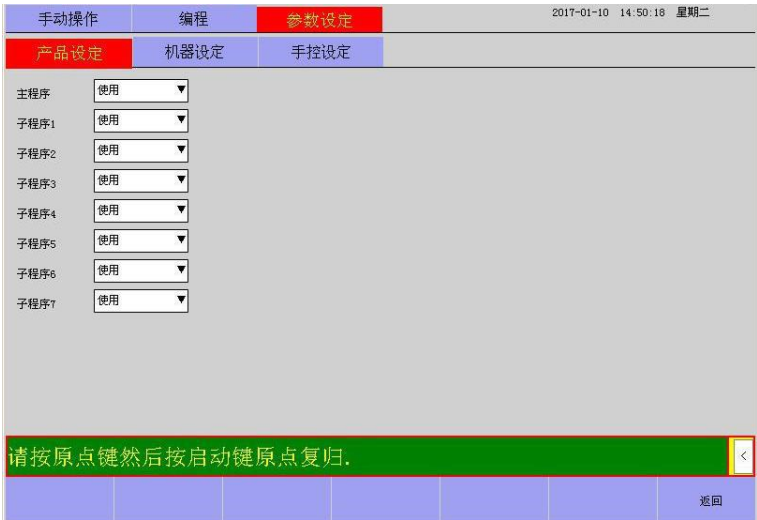 手动操作 编程 参数设定 2017-01-10 14:50:18 星期二
产品设定 机器设定 手控设定
主程序 使用
子程序1 使用
子程序2 使用
子程序3 使用
子程序4 使用
子程序5 使用
子程序6 使用
子程序7 使用
请按原点键然后按启动键原点复归. <
返回